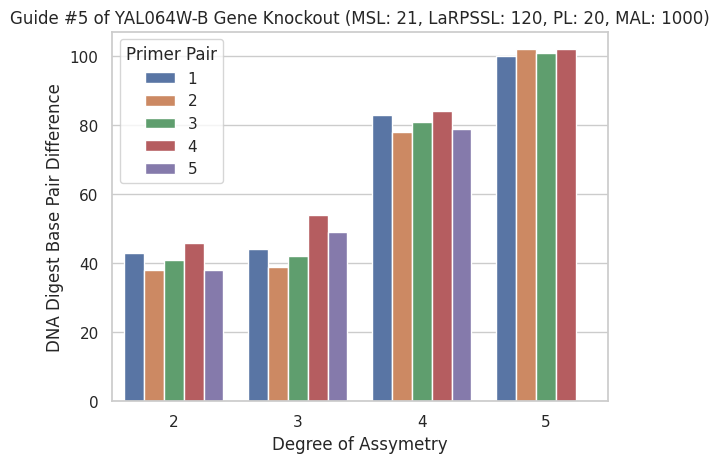 Guide #5 of YAL064W-B Gene Knockout (MSL: 21, LaRPSSL: 120, PL: 20, MAL: 1000)
Primer Pair
1
2
3
4
5
DNA Digest Base Pair Difference
100
80
60
40
20
0
2 3 4 5
Degree of Assymetry